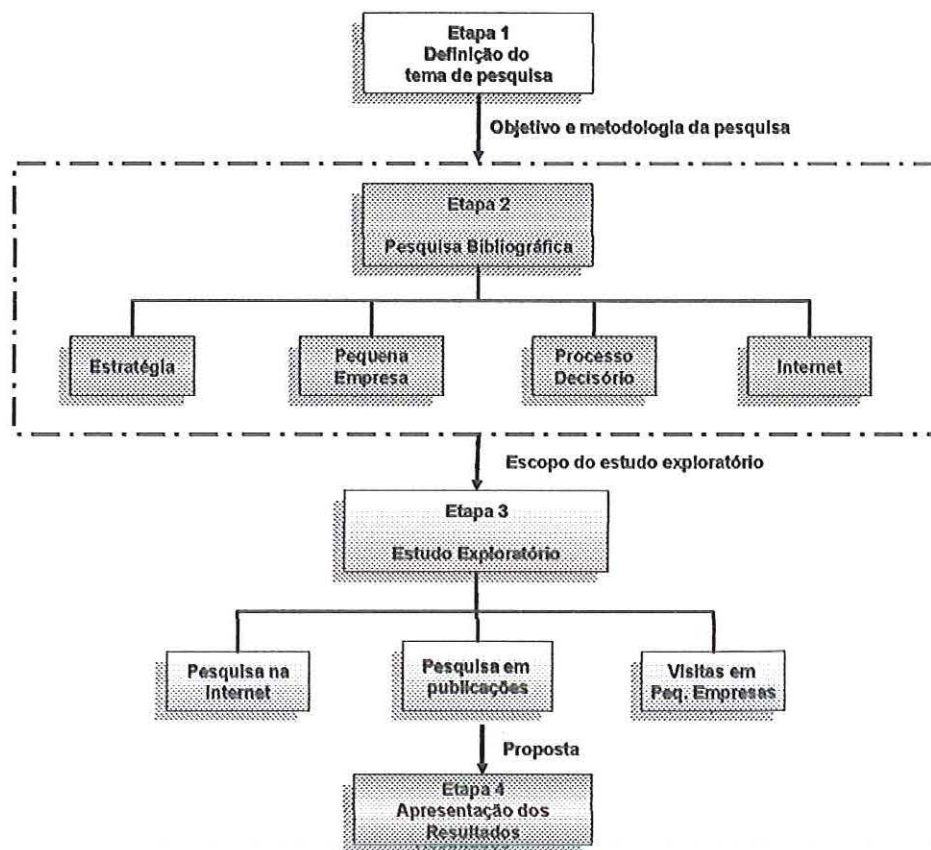 Etapa 1
Definição do
tema de pesquisa
Objetivo e metodologia da pesquisa
Etapa 2
Pesquisa Bibliográfica
Estratégia
Pequena
Empresa
Processo
Decisório
Internet
Escopo do estudo exploratório
Etapa 3
Estudo Exploratório
Pesquisa na
Internet
Pesquisa em
publicações
Visitas em
Peq. Empresas
Proposta
Etapa 4
Apresentação dos
Resultados